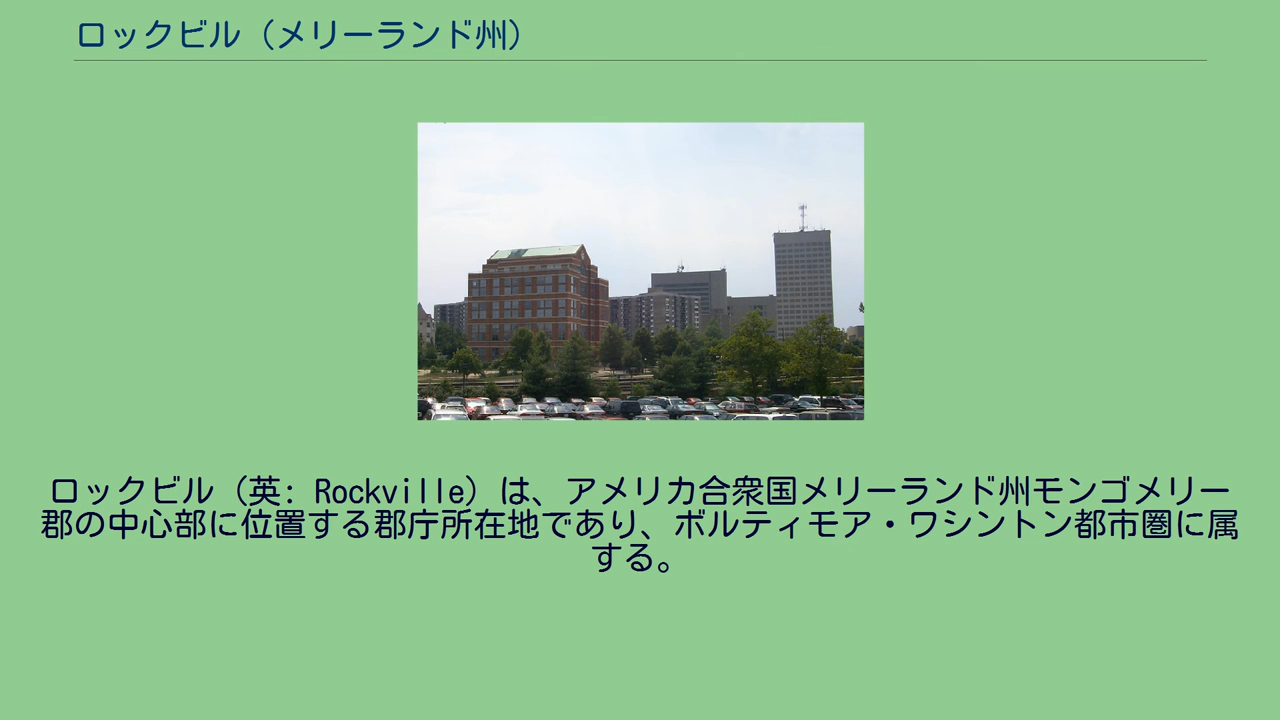 ロックビル（メリーランド州）
ロックビル（英: Rockville）は、アメリカ合衆国メリーランド州モンゴメリー
郡の中心部に位置する郡庁所在地であり、ボルティモア・ワシントン都市圏に属
する。